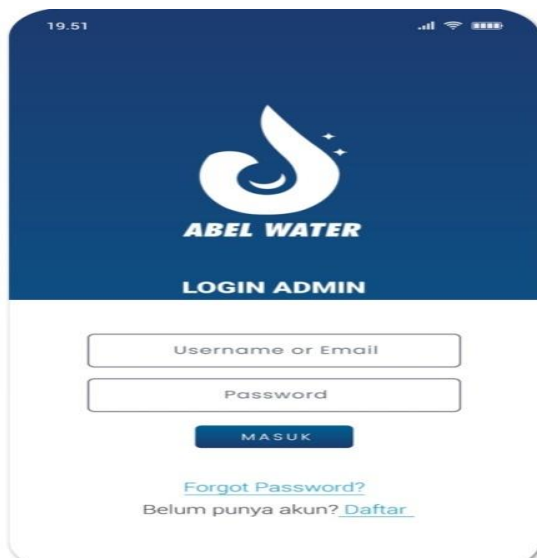 19.51
ABEL WATER
LOGIN ADMIN
Username or Email
Password
MASUK
Forgot Password?
Belum punya akun? Daftar